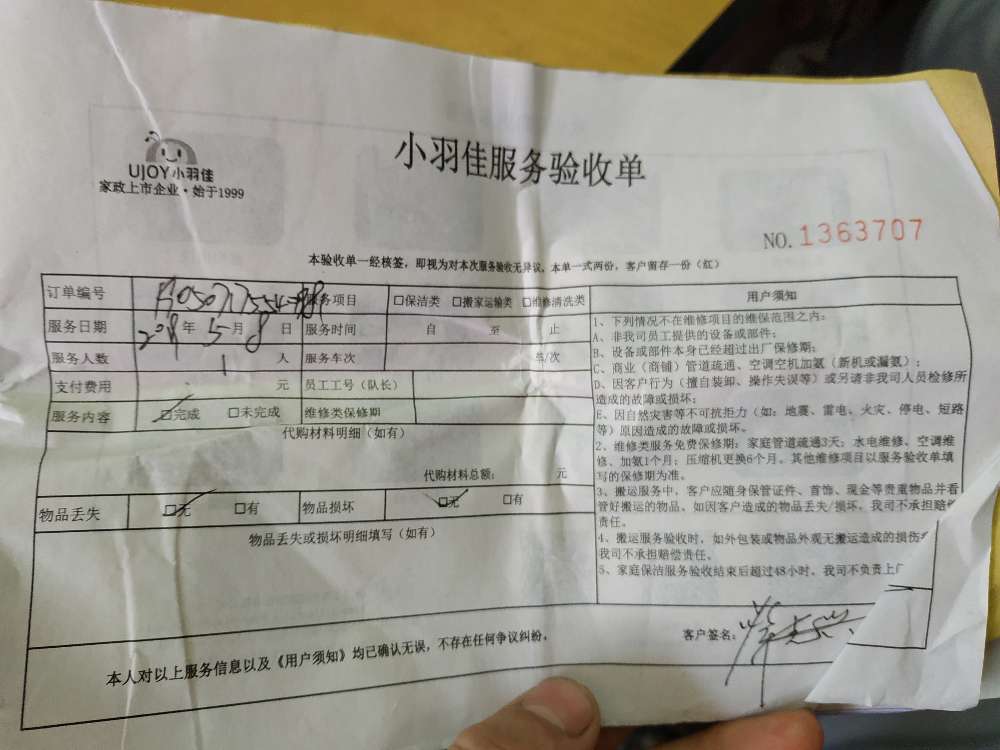 UJOY小羽佳
家政上市企业·始于1999
小羽佳服务验收单
NO. 1363707
本验收单一经核签，即视为对本次服务验收无异议。本单一式两份，客户留存一份（红）
订单编号 服务项目 □保洁类 □搬家运输类 □维修清洗类
服务日期 年 5月8日 服务时间 自 至 止
服务人数 1 人 服务车次 车/次
支付费用 元 员工工号（队长）
服务内容 □完成 □未完成 维修类保修期
代购材料明细（如有）
代购材料总额： 元
物品丢失 □无 □有 物品损坏 □无 □有
物品丢失或损坏明细填写（如有）
用户须知
1、下列情况不在维修项目的维保范围之内：
A、非我司员工提供的设备或部件；
B、设备或部件本身已经超过出厂保修期；
C、商业（商铺）管道疏通、空调空机加氨（新机或漏氨）；
D、因客户行为（擅自装卸、操作失误等）或另请非我司人员检修所
造成的故障或损坏；
E、因自然灾害等不可抗拒力（如：地震、雷电、火灾、停电、短路
等）原因造成的故障或损坏。
2、维修类服务免费保修期：家庭管道疏通3天；水电维修、空调维
修、加氨1个月；压缩机更换6个月。其他维修项目以服务验收单填
写的保修期为准。
3、搬运服务中，客户应随身保管证件、首饰、现金等贵重物品并看
管好搬运的物品。如因客户造成的物品丢失/损坏，我司不承担赔偿
责任。
4、搬运服务验收时，如外包装或物品外观无搬运造成的损伤
我司不承担赔偿责任。
5、家庭保洁服务验收结束后超过48小时，我司不负责上
本人对以上服务信息以及《用户须知》均已确认无误，不存在任何争议纠纷。
客户签名：